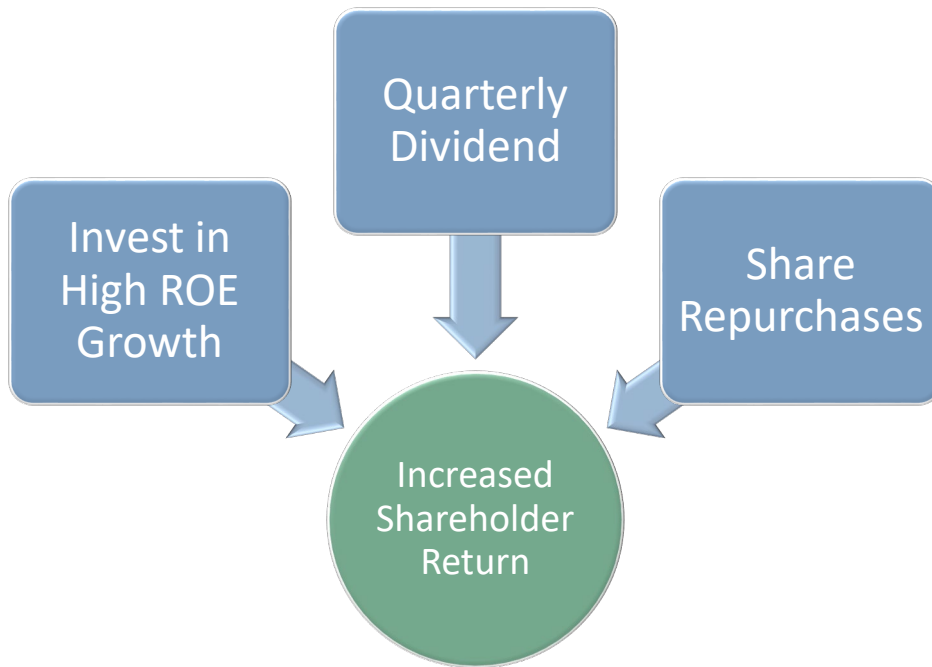 Quarterly
Dividend
Invest in
High ROE
Growth
Share
Repurchases
Increased
Shareholder
Return